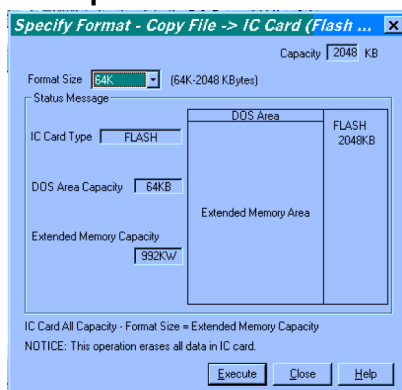 Specify Format - Copy File -> IC Card (Flash ...
Capacity 2048 KB
Format Size 64K (64K-2048 KBytes)
Status Message
DOS Area
IC Card Type FLASH
FLASH
2048KB
DOS Area Capacity 64KB
Extended Memory Area
Extended Memory Capacity
992KW
IC Card All Capacity - Format Size = Extended Memory Capacity
NOTICE: This operation erases all data in IC card.
Execute Close Help